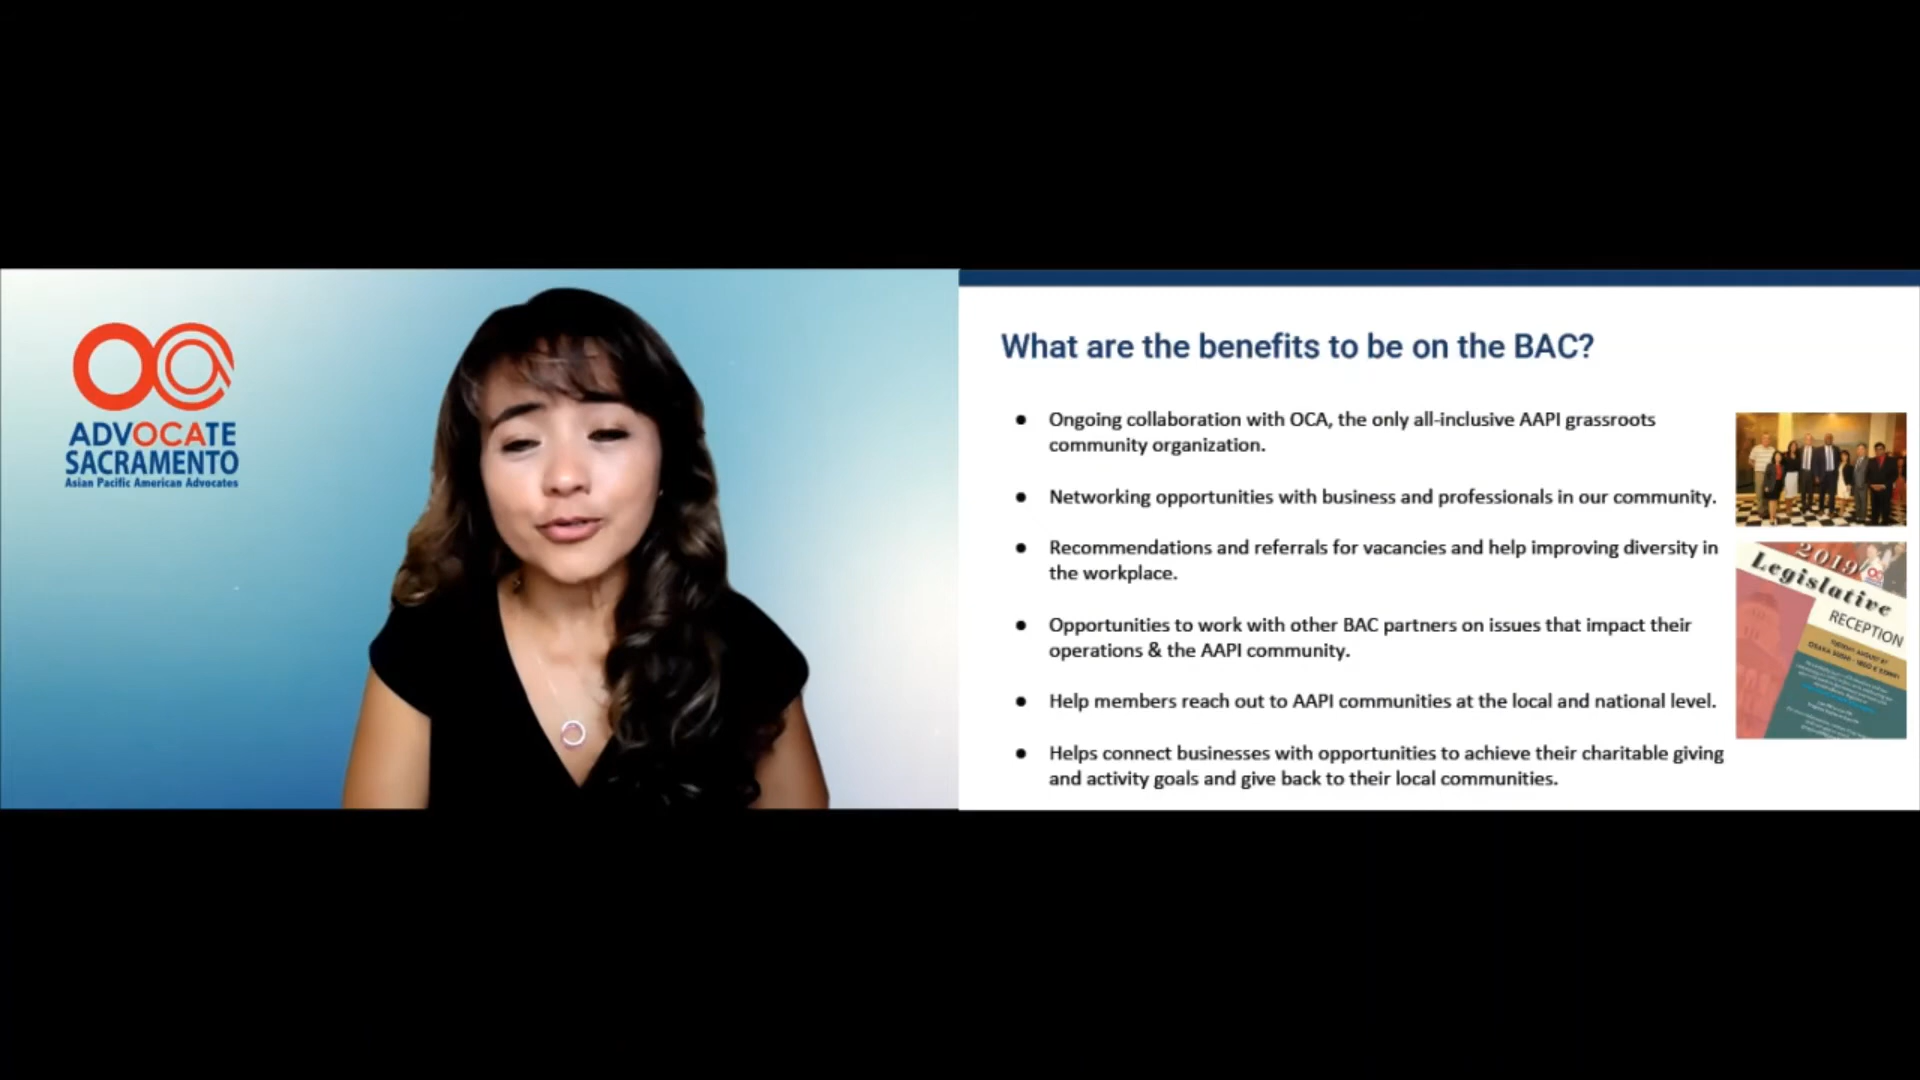 ADVOCATE
SACRAMENTO
Asian Pacific American Advocates
What are the benefits to be on the BAC?
● Ongoing collaboration with OCA, the only all-inclusive AAPI grassroots
community organization.
● Networking opportunities with business and professionals in our community.
● Recommendations and referrals for vacancies and help improving diversity in
the workplace.
● Opportunities to work with other BAC partners on issues that impact their
operations & the AAPI community.
● Help members reach out to AAPI communities at the local and national level.
● Helps connect businesses with opportunities to achieve their charitable giving
and activity goals and give back to their local communities.
2019
Legislative
RECEPTION